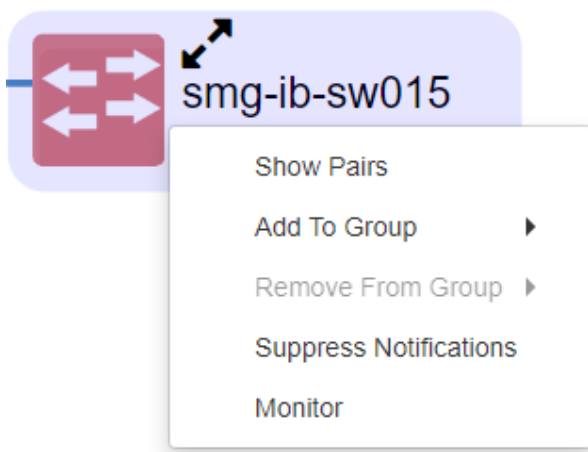 smg-ib-sw015
Show Pairs
Add To Group
Remove From Group
Suppress Notifications
Monitor